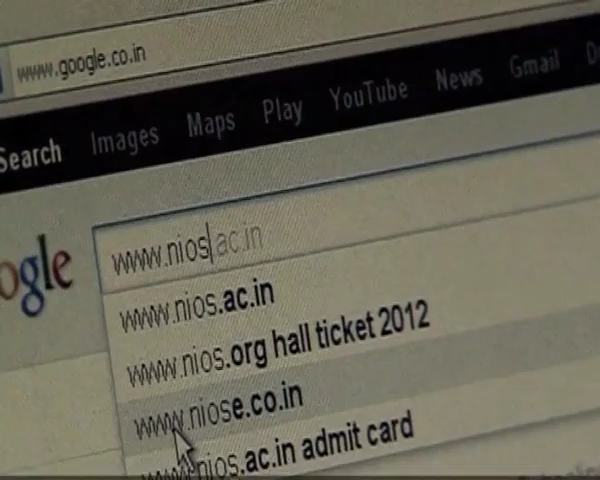 www.google.co.in
Search Images Maps Play YouTube News Gmail
ogle
www.nios.ac.in
www.nios.ac.in
www.nios.org hall ticket 2012
www.niose.co.in
www.nios.ac.in admit card